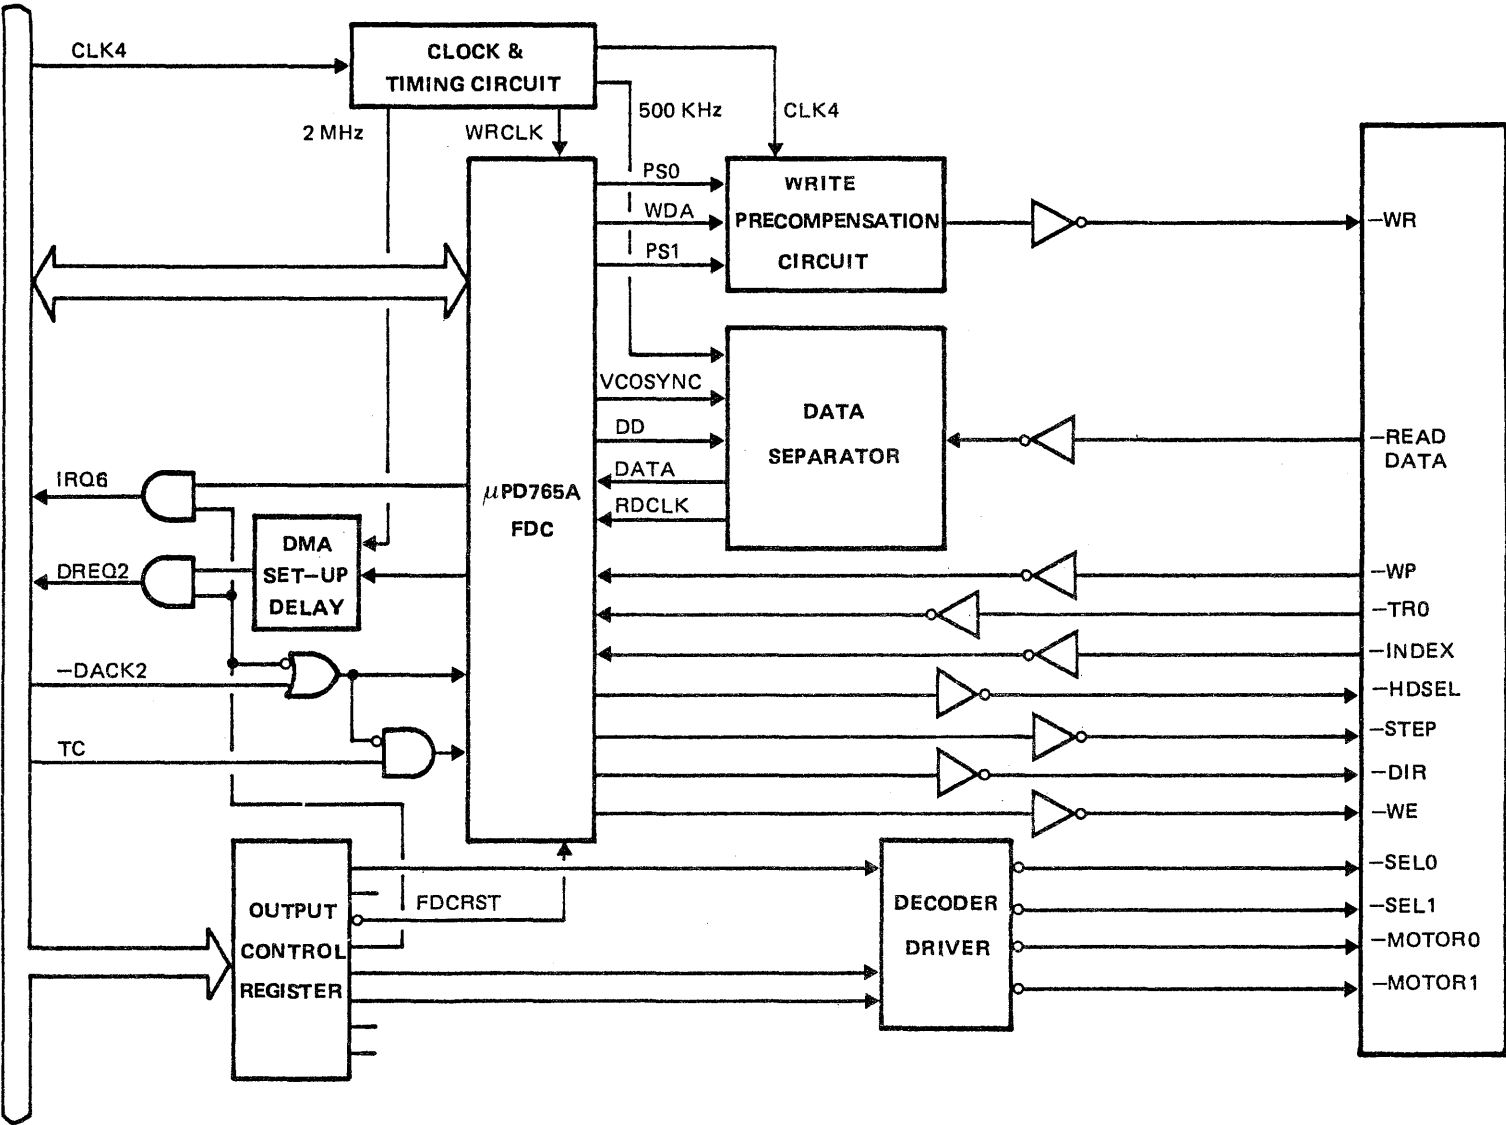 CLK4
CLOCK &
TIMING CIRCUIT
2 MHz
WRCLK
500 KHz
CLK4
PS0
WDA
PS1
WRITE
PRECOMPENSATION
CIRCUIT
—WR
VCOSYNC
DD
DATA
RDCLK
DATA
SEPARATOR
—READ
DATA
IRQ6
DREQ2
DMA
SET—UP
DELAY
μPD765A
FDC
—WP
—TR0
—INDEX
—HDSEL
—STEP
—DIR
—WE
—DACK2
TC
FDCRST
OUTPUT
CONTROL
REGISTER
DECODER
DRIVER
—SEL0
—SEL1
—MOTOR0
—MOTOR1